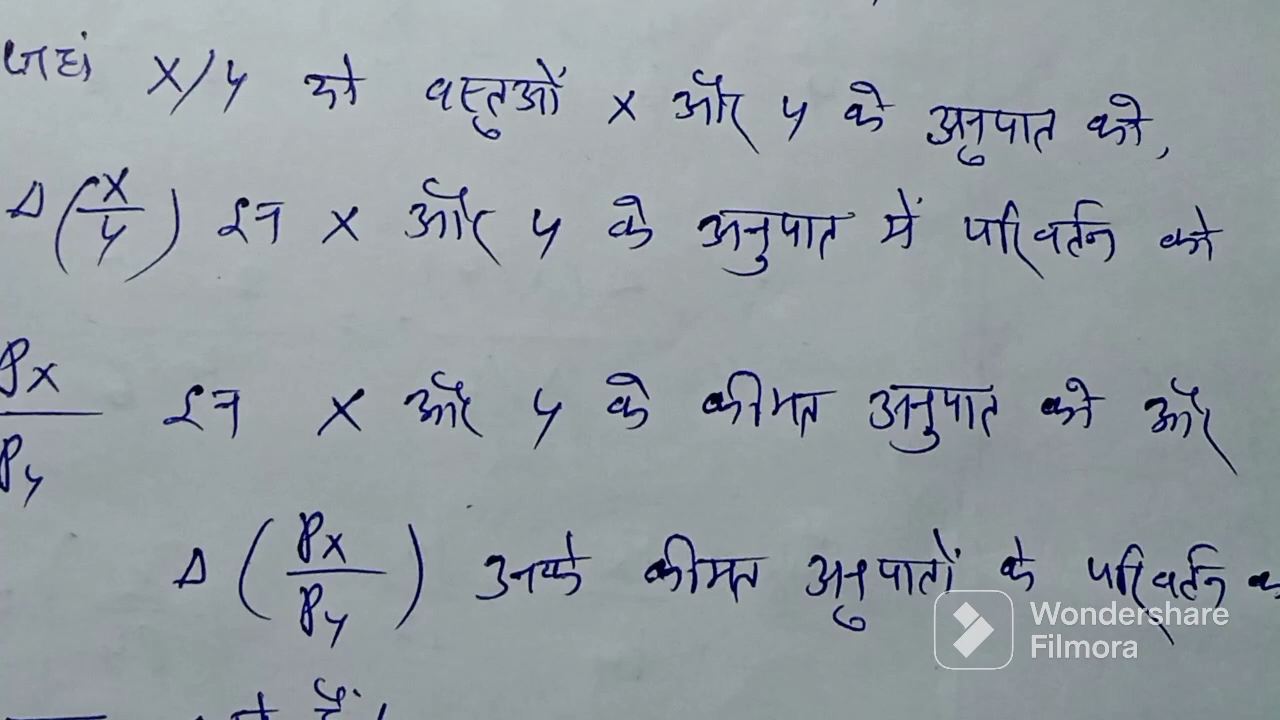 जहां X/y को वस्तुओं X और y के अनुपात को,
Δ(X/y) इन X और y के अनुपात में परिवर्तन को
Px/Py इन X और y के कीमत अनुपात को और
Δ(Px/Py) उनके कीमत अनुपातों के परिवर्तन
हैं।
Wondershare
Filmora